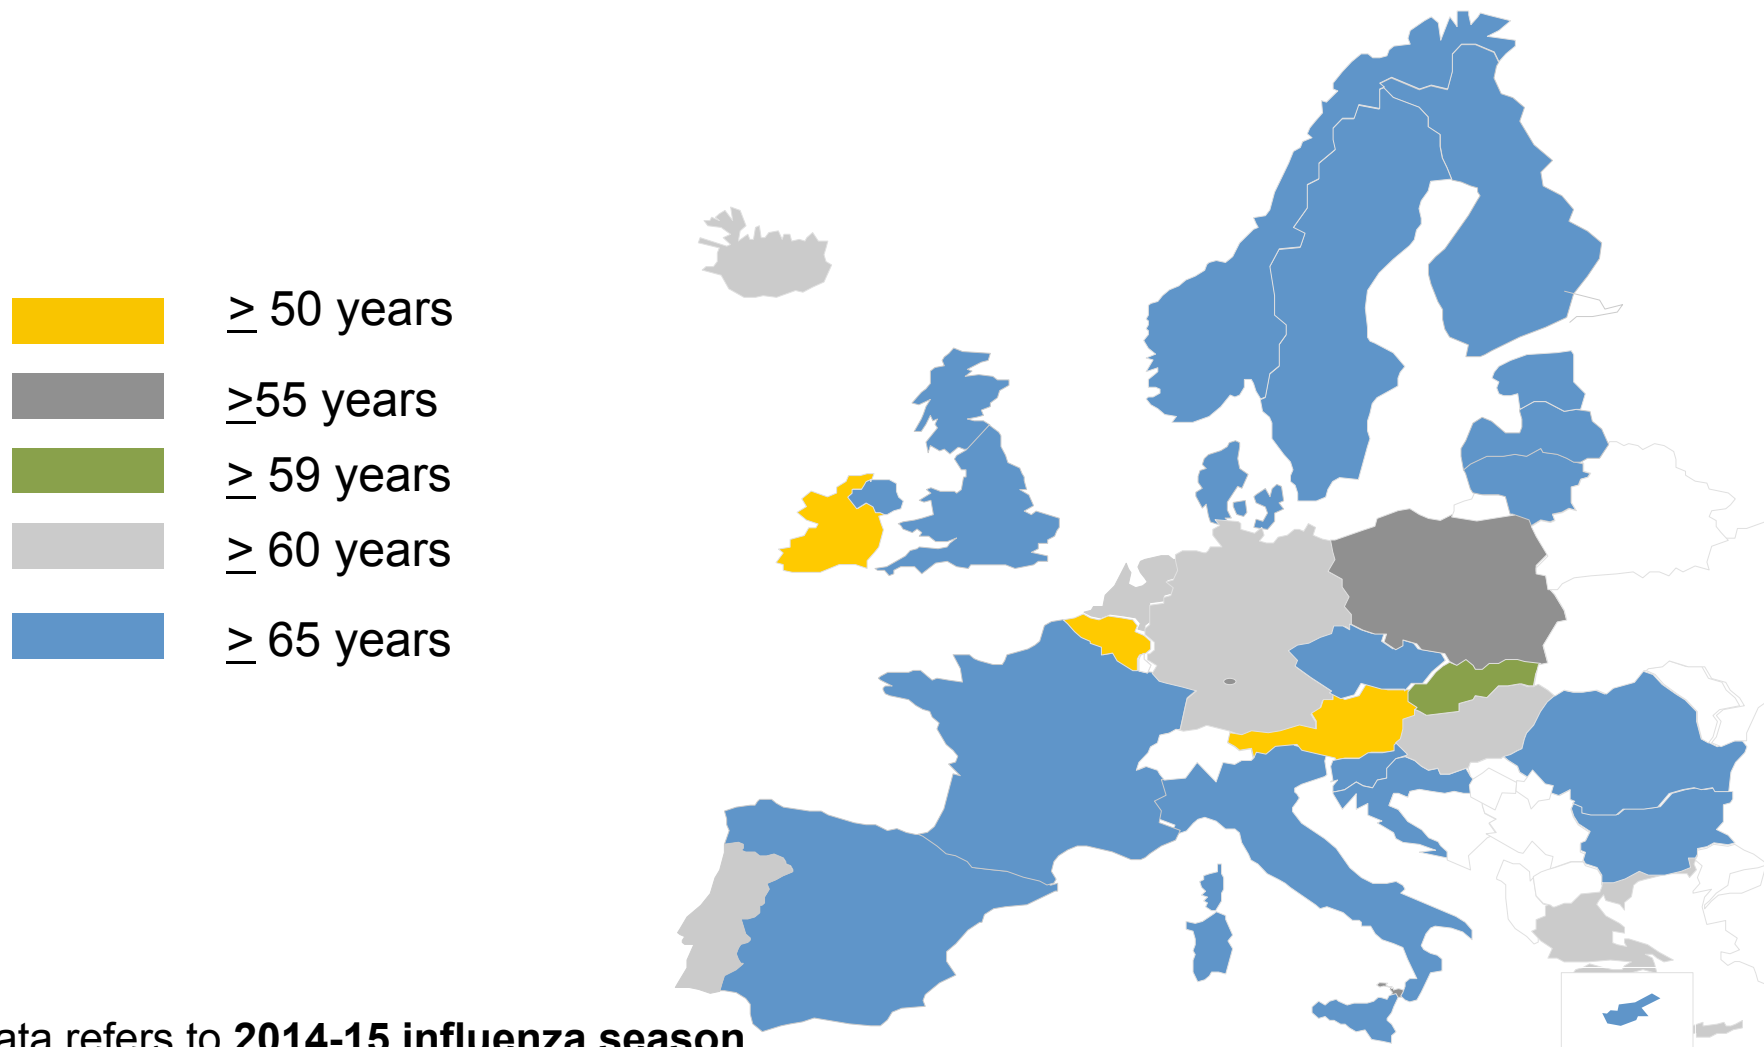 > 50 years
>55 years
> 59 years
> 60 years
> 65 years
ata refers to 2014-15 influenza season